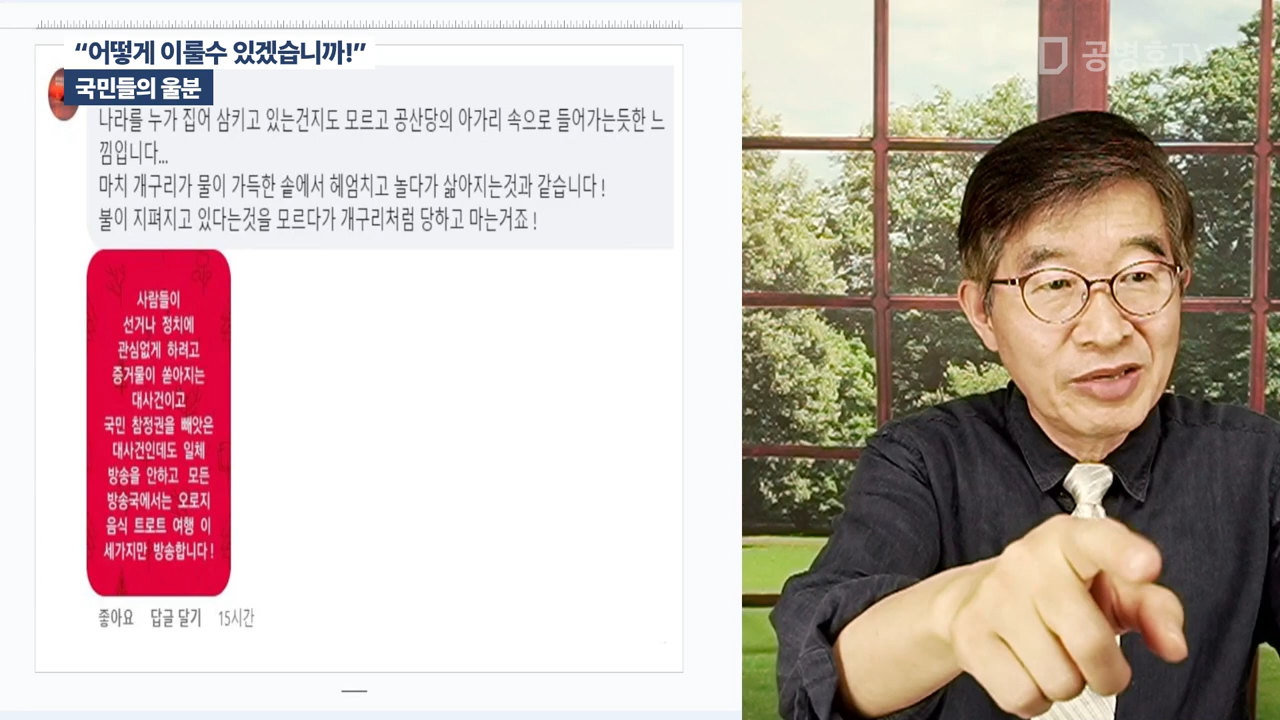 “어떻게 이룰수 있겠습니까!”
국민들의 울분
나라를 누가 집어 삼키고 있는건지도 모르고 공산당의 아가리 속으로 들어가는듯한 느
낌입니다...
마치 개구리가 물이 가득한 솥에서 헤엄치고 놀다가 삶아지는것과 같습니다!
불이 지펴지고 있다는것을 모르다가 개구리처럼 당하고 마는거죠!
사람들이
선거나 정치에
관심없게 하려고
증거물이 쏟아지는
대사건이고
국민 참정권을 빼앗은
대사건인데도 일체
방송을 안하고 모든
방송국에서는 오로지
음식 트로트 여행 이
세가지만 방송합니다!
좋아요 답글 달기 15시간
공병호TV